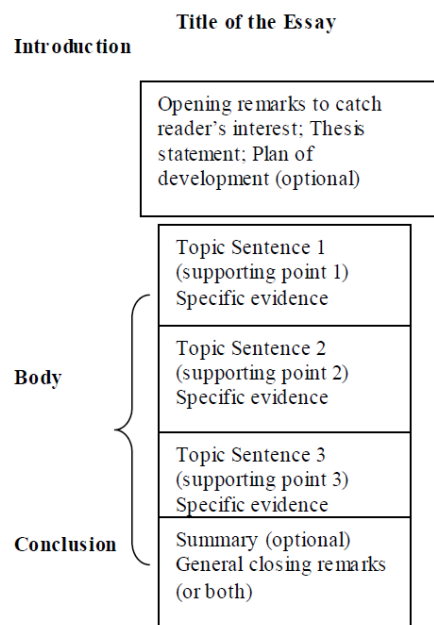 Title of the Essay
Introduction
Opening remarks to catch
reader's interest; Thesis
statement; Plan of
development (optional)
Topic Sentence 1
(supporting point 1)
Specific evidence
Body
Topic Sentence 2
(supporting point 2)
Specific evidence
Topic Sentence 3
(supporting point 3)
Specific evidence
Conclusion
Summary (optional)
General closing remarks
(or both)